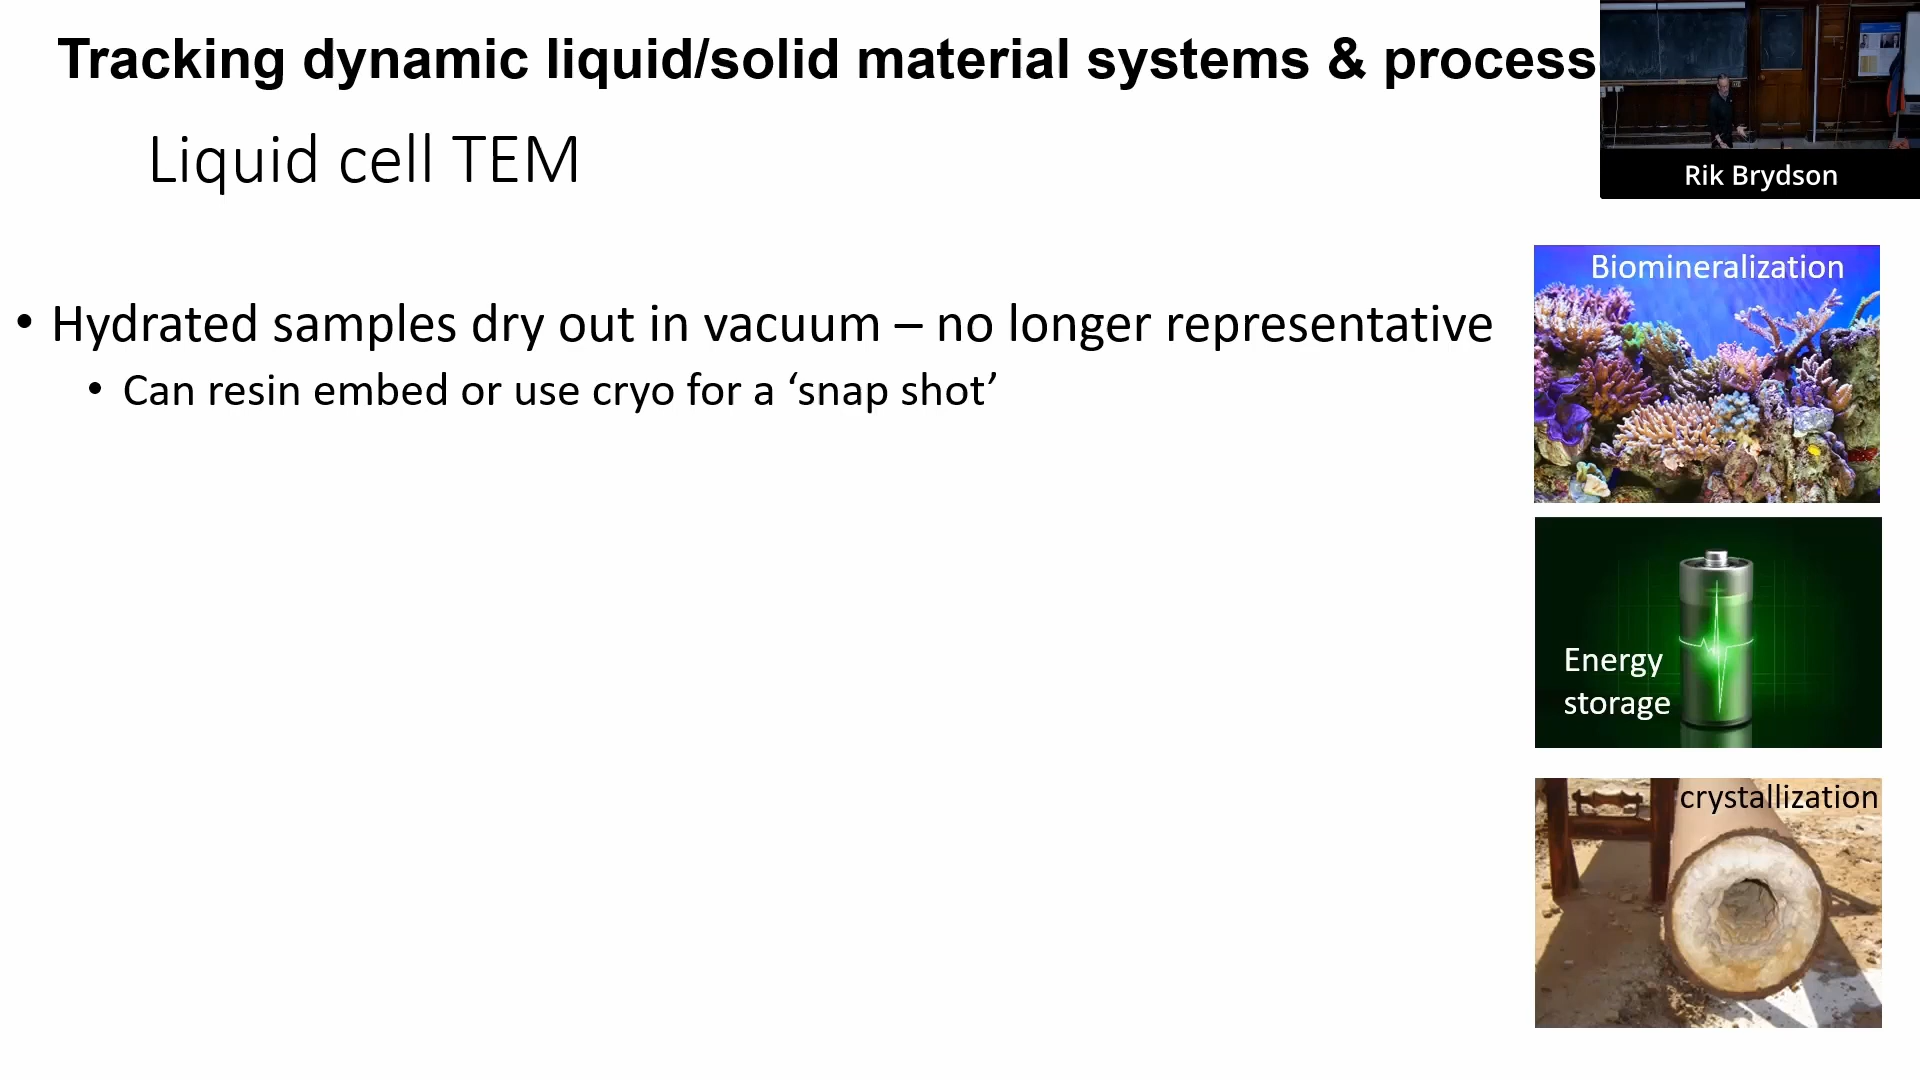 Tracking dynamic liquid/solid material systems & process
Rik Brydson
Liquid cell TEM
• Hydrated samples dry out in vacuum – no longer representative
• Can resin embed or use cryo for a ‘snap shot’
Biomineralization
Energy
storage
crystallization